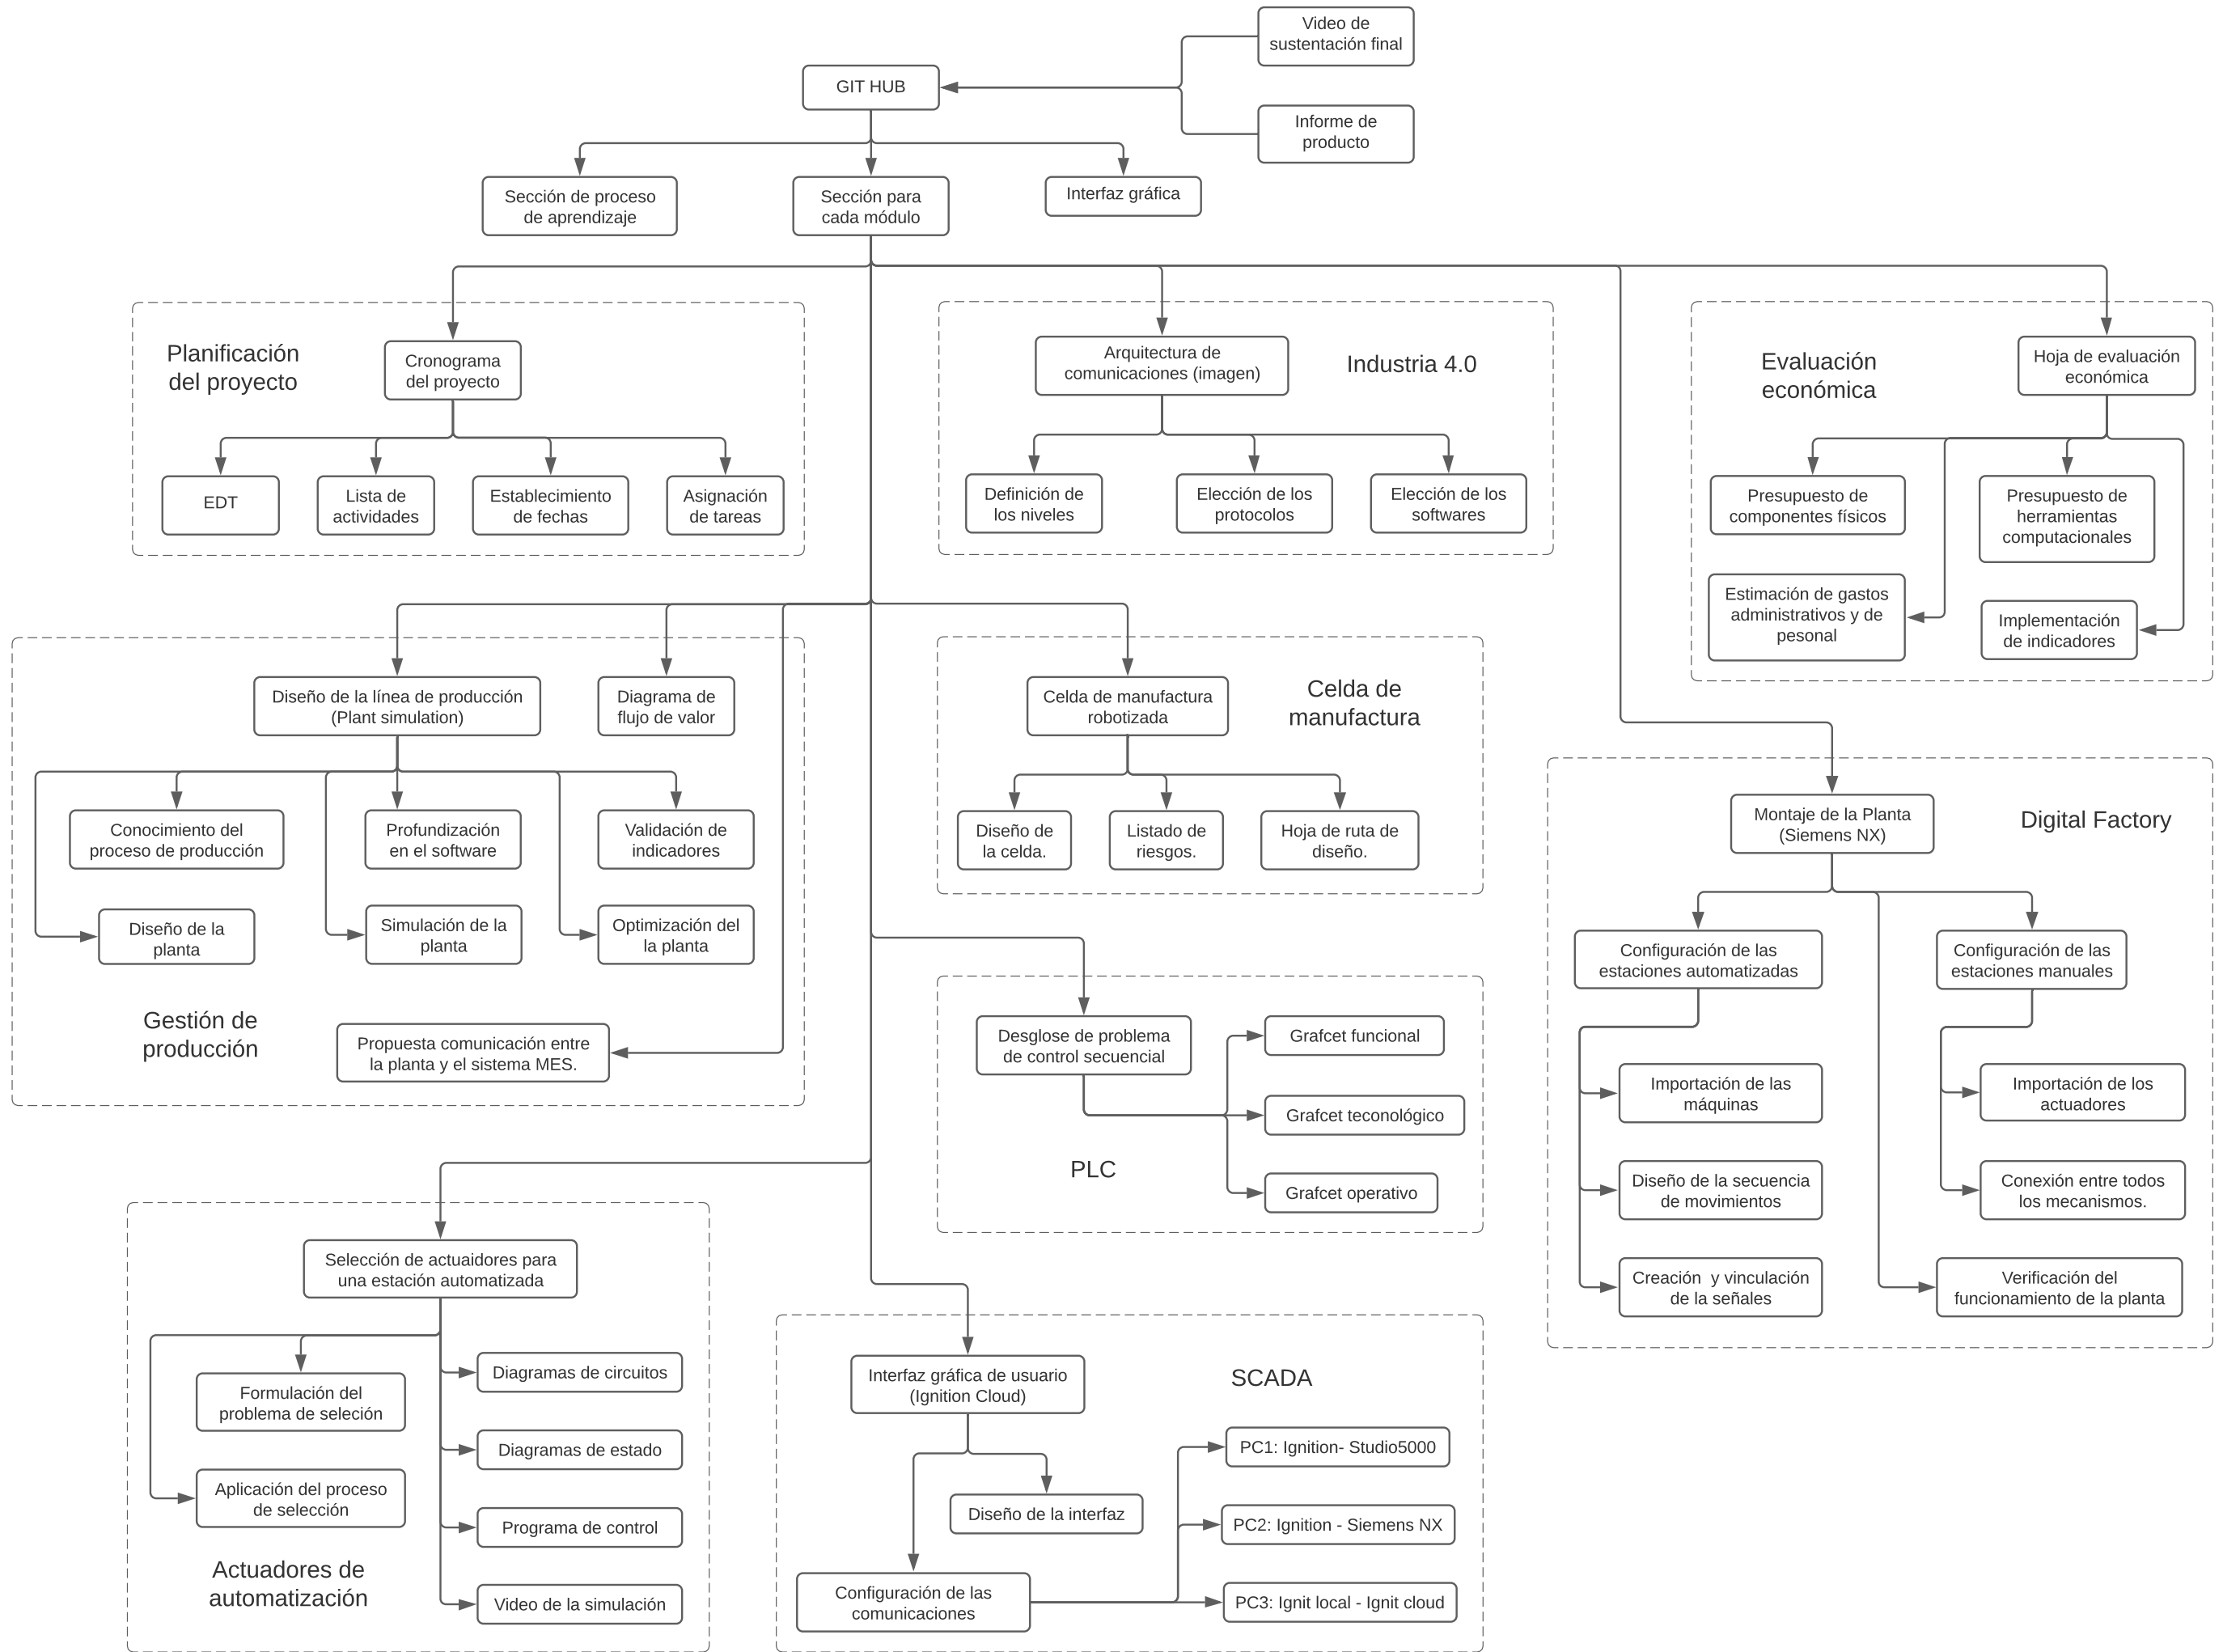 Video de
sustentación final
GIT HUB
Informe de
producto
Sección de proceso
de aprendizaje
Sección para
cada módulo
Interfaz gráfica
Planificación
del proyecto
Cronograma
del proyecto
EDT
Lista de
actividades
Establecimiento
de fechas
Asignación
de tareas
Arquitectura de
comunicaciones (imagen)
Industria 4.0
Definición de
los niveles
Elección de los
protocolos
Elección de los
softwares
Evaluación
económica
Hoja de evaluación
económica
Presupuesto de
componentes físicos
Presupuesto de
herramientas
computacionales
Estimación de gastos
administrativos y de
pesonal
Implementación
de indicadores
Diseño de la línea de producción
(Plant simulation)
Diagrama de
flujo de valor
Conocimiento del
proceso de producción
Profundización
en el software
Validación de
indicadores
Diseño de la
planta
Simulación de la
planta
Optimización del
la planta
Gestión de
producción
Propuesta comunicación entre
la planta y el sistema MES.
Celda de manufactura
robotizada
Celda de
manufactura
Diseño de
la celda.
Listado de
riesgos.
Hoja de ruta de
diseño.
Desglose de problema
de control secuencial
Grafcet funcional
Grafcet teconológico
Grafcet operativo
PLC
Montaje de la Planta
(Siemens NX)
Digital Factory
Configuración de las
estaciones automatizadas
Configuración de las
estaciones manuales
Importación de las
máquinas
Importación de los
actuadores
Diseño de la secuencia
de movimientos
Conexión entre todos
los mecanismos.
Creación  y vinculación
de la señales
Verificación del
funcionamiento de la planta
Selección de actuaidores para
una estación automatizada
Formulación del
problema de seleción
Aplicación del proceso
de selección
Diagramas de circuitos
Diagramas de estado
Programa de control
Video de la simulación
Actuadores de
automatización
Interfaz gráfica de usuario
(Ignition Cloud)
SCADA
Diseño de la interfaz
Configuración de las
comunicaciones
PC1: Ignition- Studio5000
PC2: Ignition - Siemens NX
PC3: Ignit local - Ignit cloud